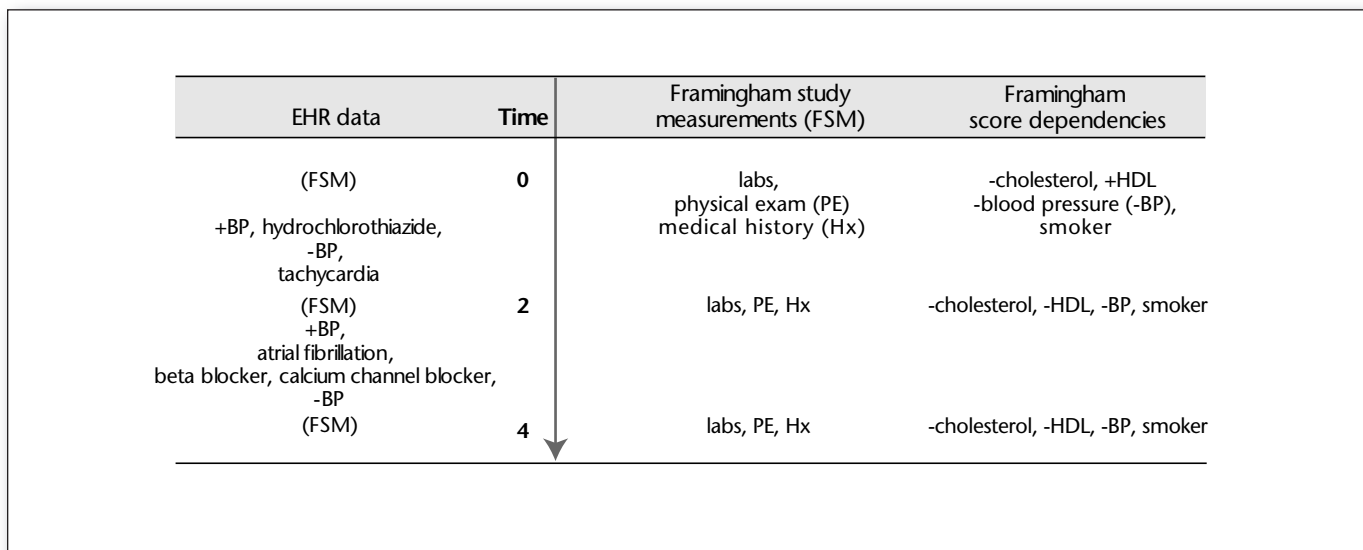 EHR data
Time
Framingham study
measurements (FSM)
Framingham
score dependencies
(FSM)
0
labs,
physical exam (PE)
medical history (Hx)
-cholesterol, +HDL
-blood pressure (-BP),
smoker
+BP, hydrochlorothiazide,
-BP,
tachycardia
(FSM)
2
labs, PE, Hx
-cholesterol, -HDL, -BP, smoker
+BP,
atrial fibrillation,
beta blocker, calcium channel blocker,
-BP
(FSM)
4
labs, PE, Hx
-cholesterol, -HDL, -BP, smoker